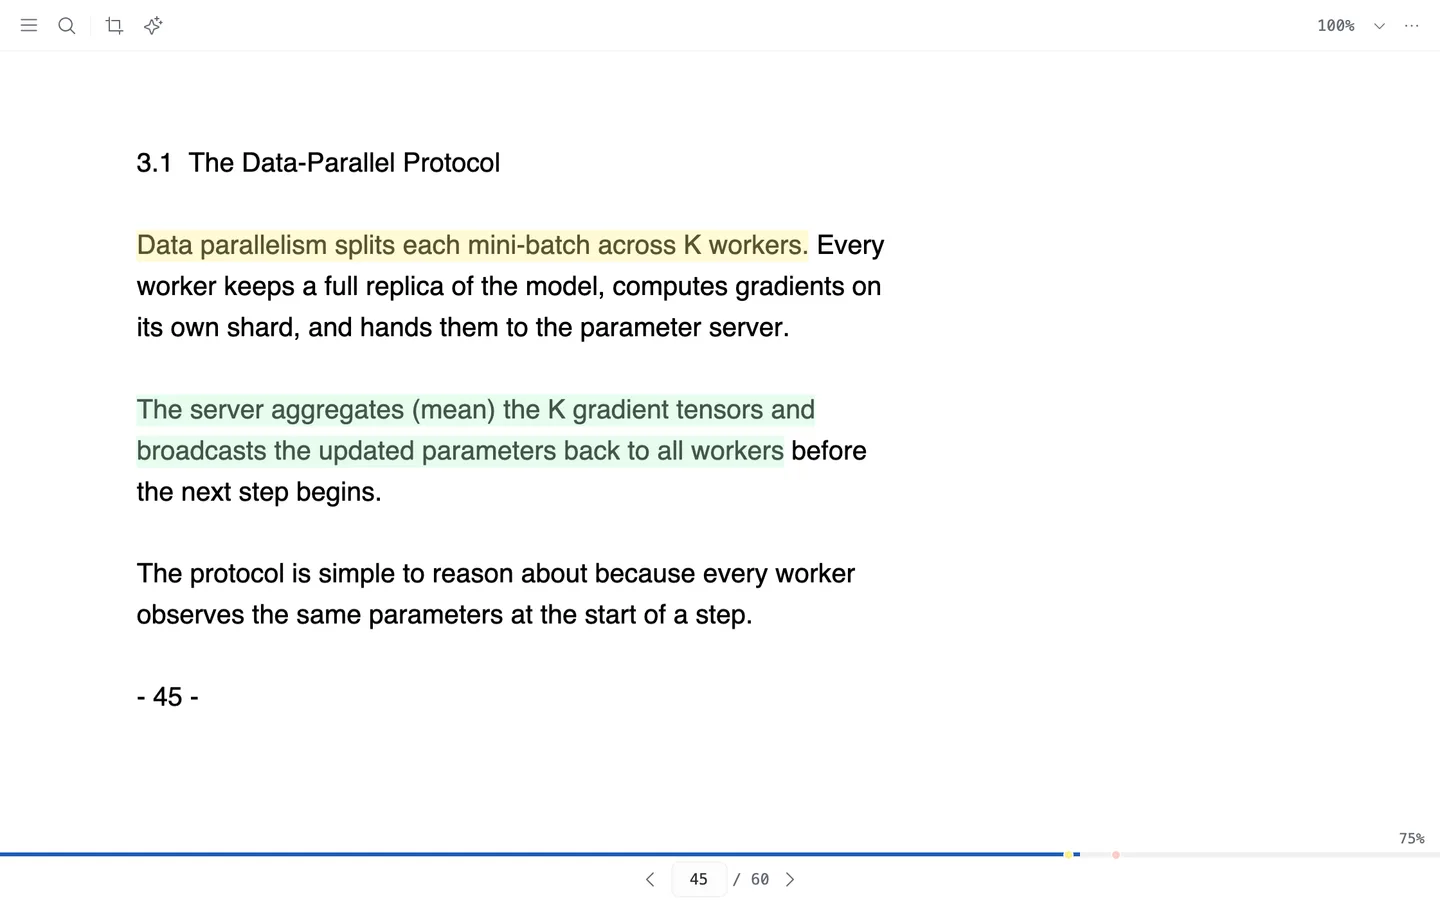 100%
3.1 The Data-Parallel Protocol
Data parallelism splits each mini-batch across K workers. Every
worker keeps a full replica of the model, computes gradients on
its own shard, and hands them to the parameter server.
The server aggregates (mean) the K gradient tensors and
broadcasts the updated parameters back to all workers before
the next step begins.
The protocol is simple to reason about because every worker
observes the same parameters at the start of a step.
- 45 -
75%
45 / 60